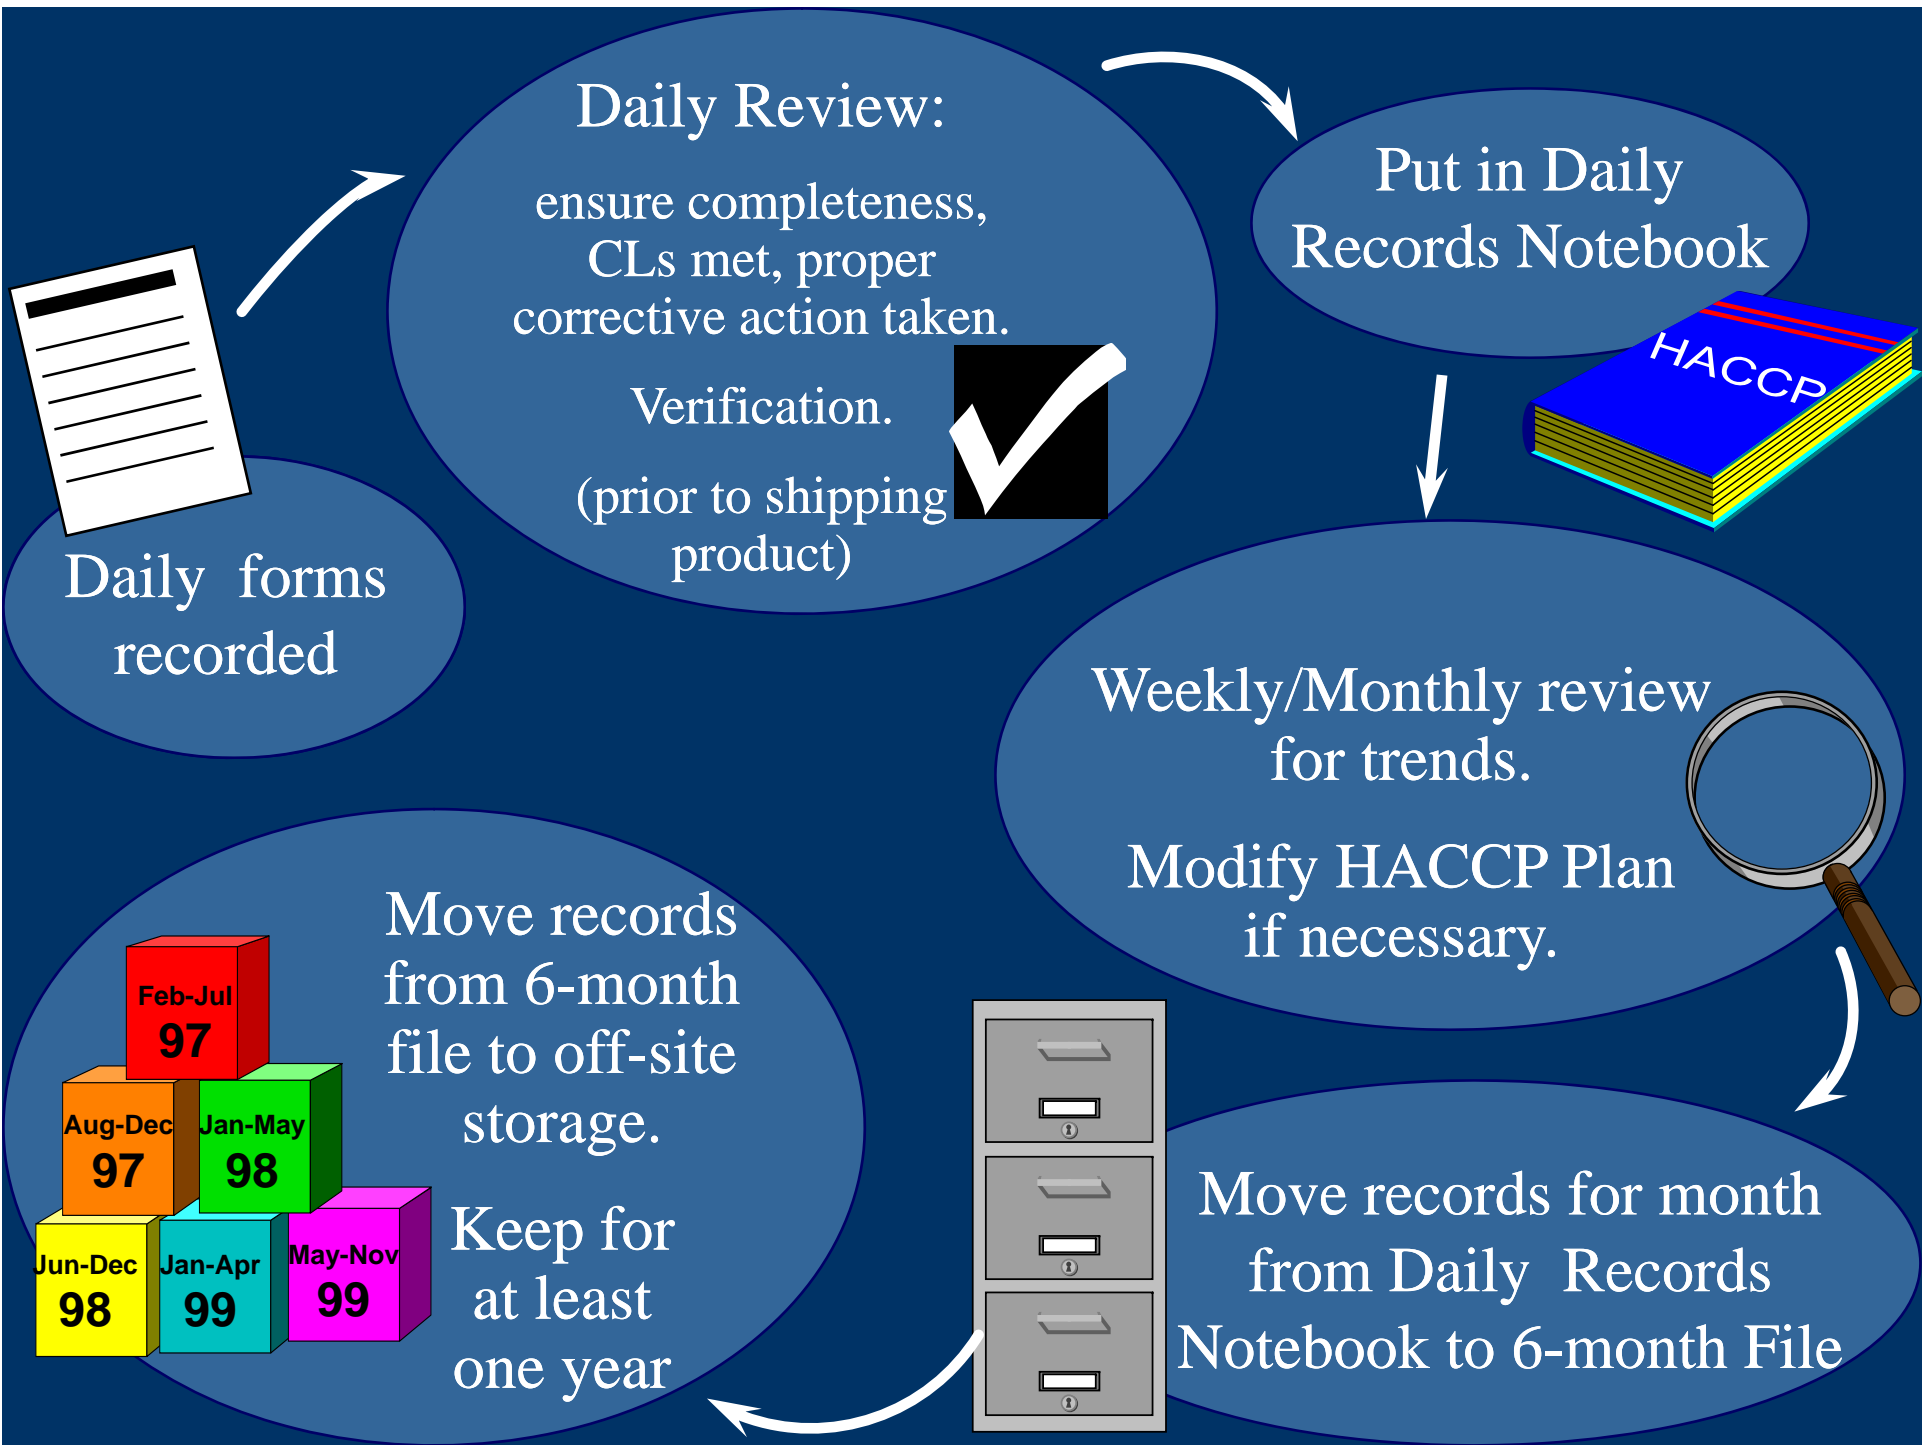 Daily forms
recorded
Daily Review:
ensure completeness,
CLs met, proper
corrective action taken.
Verification.
(prior to shipping
product)
Put in Daily
Records Notebook
HACCP
Weekly/Monthly review
for trends.
Modify HACCP Plan
if necessary.
Move records for month
from Daily Records
Notebook to 6-month File
Move records
from 6-month
file to off-site
storage.
Keep for
at least
one year
Feb-Jul
97
Aug-Dec
97
Jan-May
98
Jun-Dec
98
Jan-Apr
99
May-Nov
99